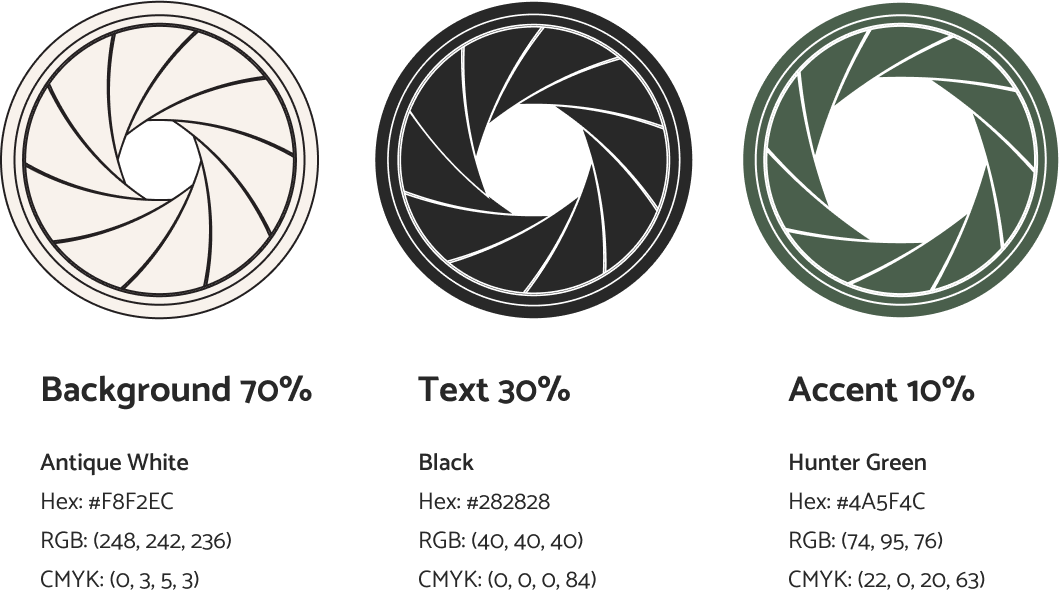 Background 70%
Antique White
Hex: #F8F2EC
RGB: (248, 242, 236)
CMYK: (0, 3, 5, 3)
Text 30%
Black
Hex: #282828
RGB: (40, 40, 40)
CMYK: (0, 0, 0, 84)
Accent 10%
Hunter Green
Hex: #4A5F4C
RGB: (74, 95, 76)
CMYK: (22, 0, 20, 63)